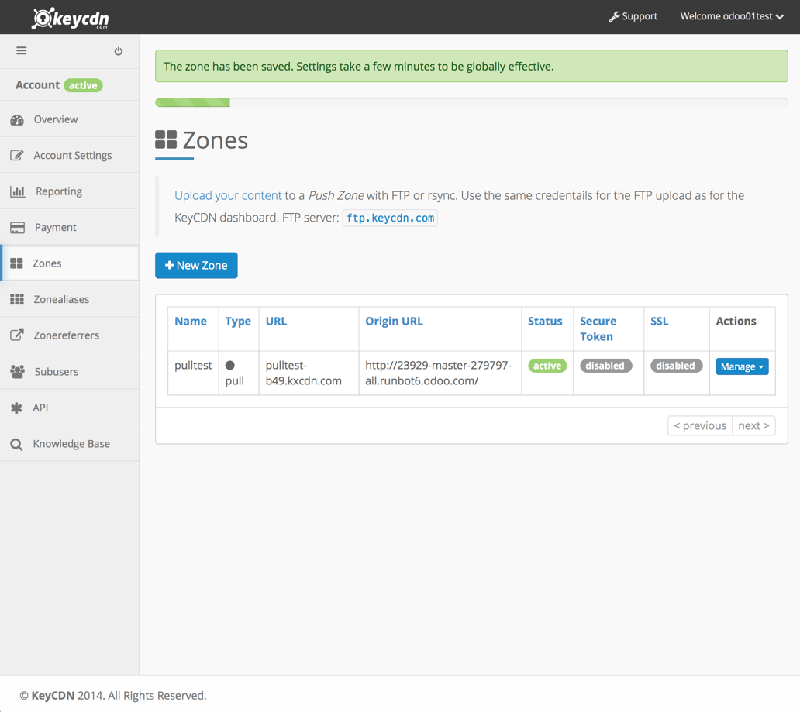 keycdn
.com
Support
Welcome odoo01test
Account active
Overview
Account Settings
Reporting
Payment
Zones
Zonealiases
Zonereferrers
Subusers
API
Knowledge Base
The zone has been saved. Settings take a few minutes to be globally effective.
Zones
Upload your content to a Push Zone with FTP or rsync. Use the same credentails for the FTP upload as for the
KeyCDN dashboard. FTP server: ftp.keycdn.com
New Zone
Name Type URL Origin URL Status Secure SSL Actions
Token
pulltest pulltest- http://23929-master-279797- active disabled disabled Manage
pull b49.kxcdn.com all.runbot6.odoo.com/
< previous next >
© KeyCDN 2014. All Rights Reserved.